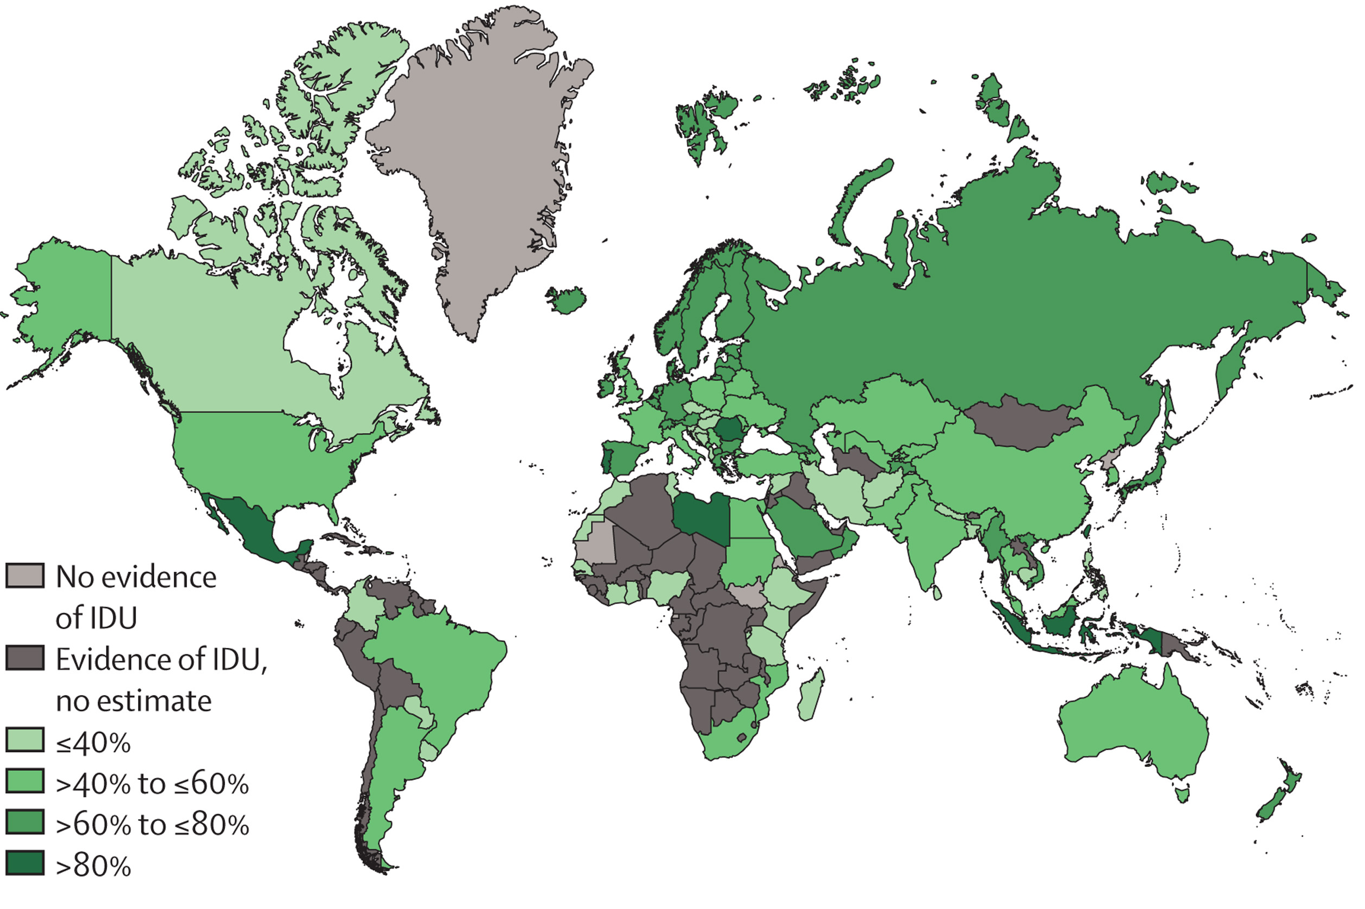 No evidence
of IDU
Evidence of IDU,
no estimate
≤40%
>40% to ≤60%
>60% to ≤80%
>80%